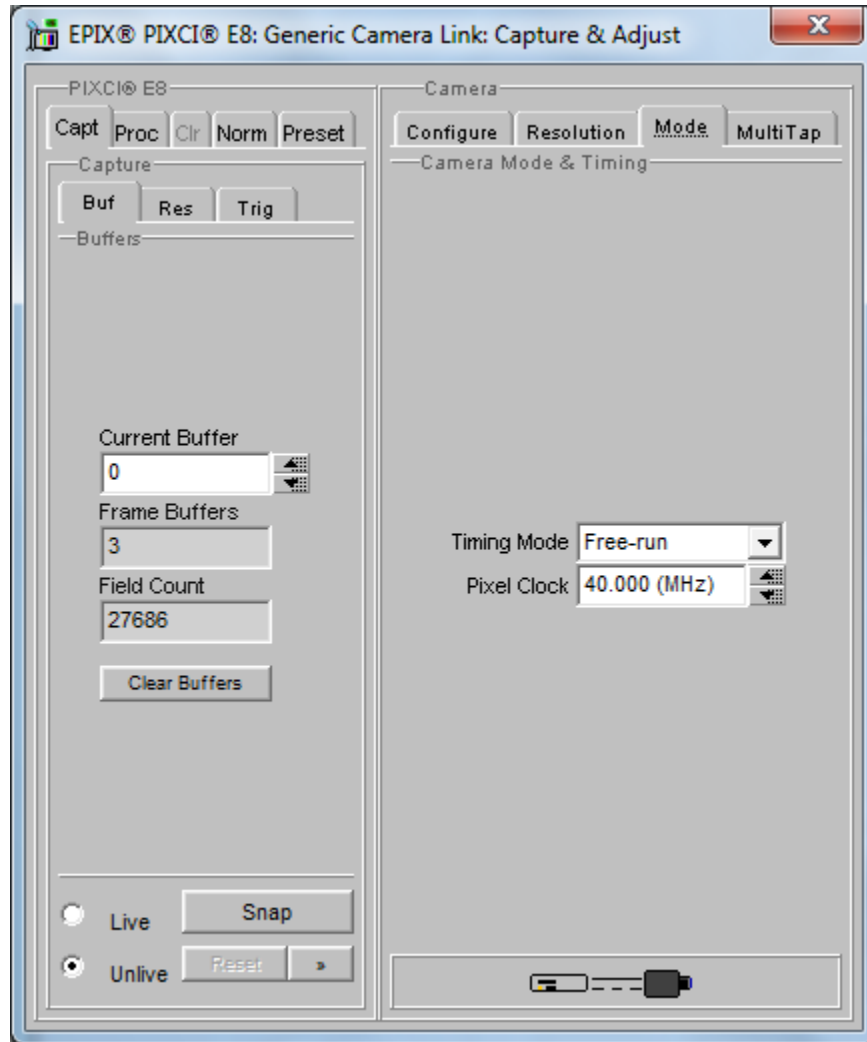 EPIX® PIXCI® E8: Generic Camera Link: Capture & Adjust
PIXCI® E8
Capt Proc Clr Norm Preset
Capture
Buf Res Trig
Buffers
Current Buffer
0
Frame Buffers
3
Field Count
27686
Clear Buffers
Live Snap
Unlive Reset »
Camera
Configure Resolution Mode MultiTap
Camera Mode & Timing
Timing Mode Free-run
Pixel Clock 40.000 (MHz)